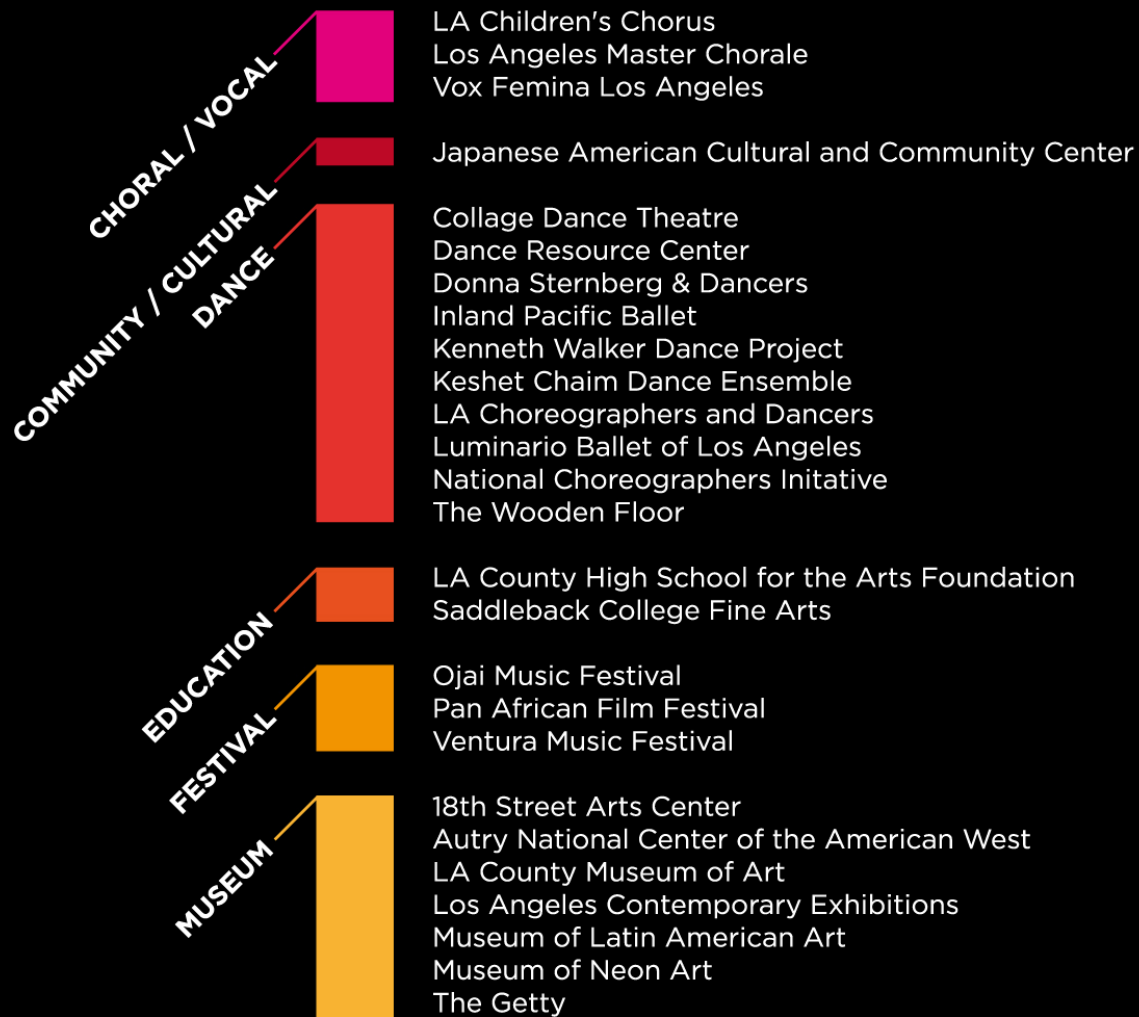 CHORAL / VOCAL
LA Children's Chorus
Los Angeles Master Chorale
Vox Femina Los Angeles
COMMUNITY / CULTURAL
Japanese American Cultural and Community Center
DANCE
Collage Dance Theatre
Dance Resource Center
Donna Sternberg & Dancers
Inland Pacific Ballet
Kenneth Walker Dance Project
Keshet Chaim Dance Ensemble
LA Choreographers and Dancers
Luminario Ballet of Los Angeles
National Choreographers Initative
The Wooden Floor
EDUCATION
LA County High School for the Arts Foundation
Saddleback College Fine Arts
FESTIVAL
Ojai Music Festival
Pan African Film Festival
Ventura Music Festival
MUSEUM
18th Street Arts Center
Autry National Center of the American West
LA County Museum of Art
Los Angeles Contemporary Exhibitions
Museum of Latin American Art
Museum of Neon Art
The Getty